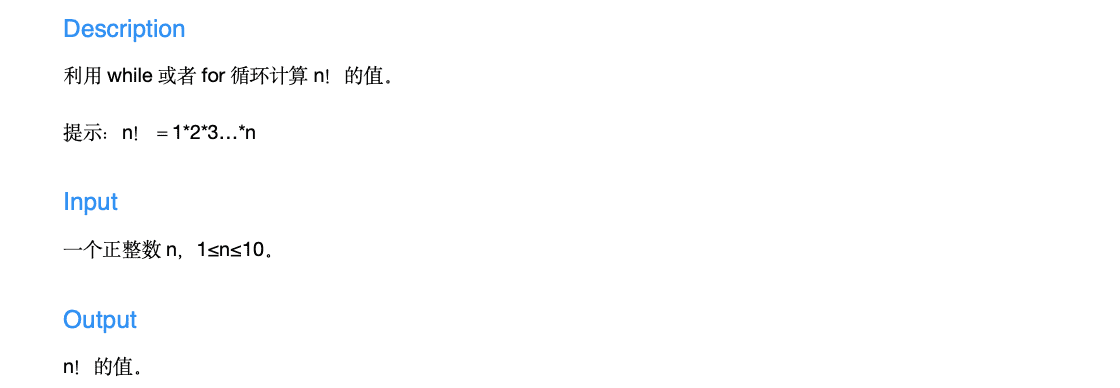 Description
利用 while 或者 for 循环计算 n！的值。
提示：n！ = 1*2*3…*n
Input
一个正整数 n，1≤n≤10。
Output
n！的值。